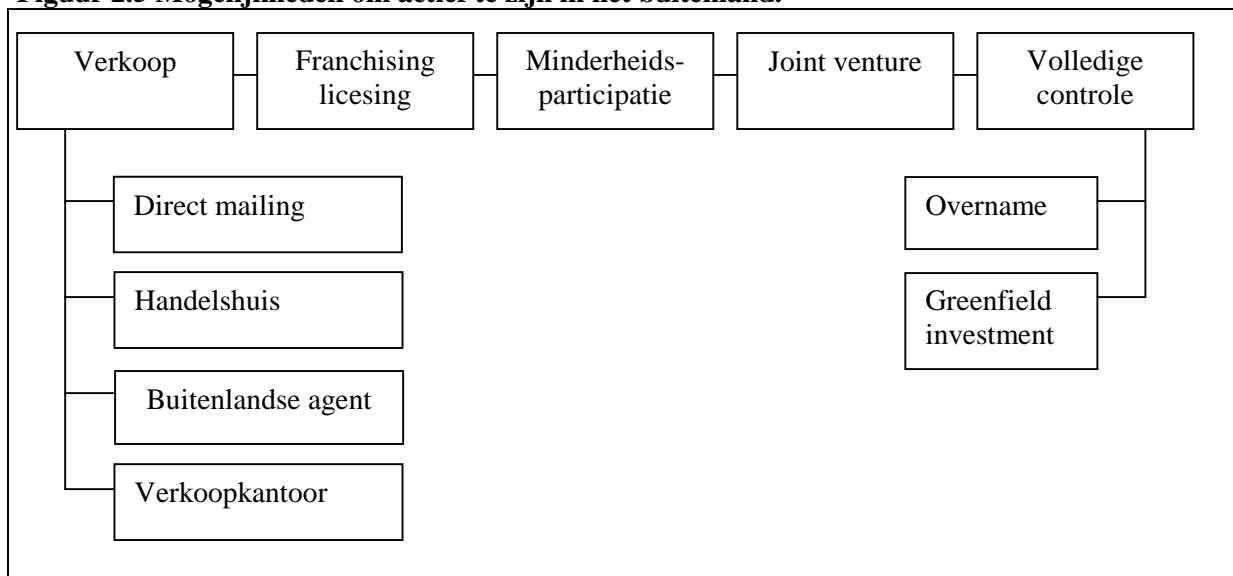 Figuur 2.3 Mogelijkheden om actief te zijn in het buitenland.
Verkoop
Franchising
licesing
Minderheids-
participatie
Joint venture
Volledige
controle
Direct mailing
Handelshuis
Buitenlandse agent
Verkoopkantoor
Overname
Greenfield
investment